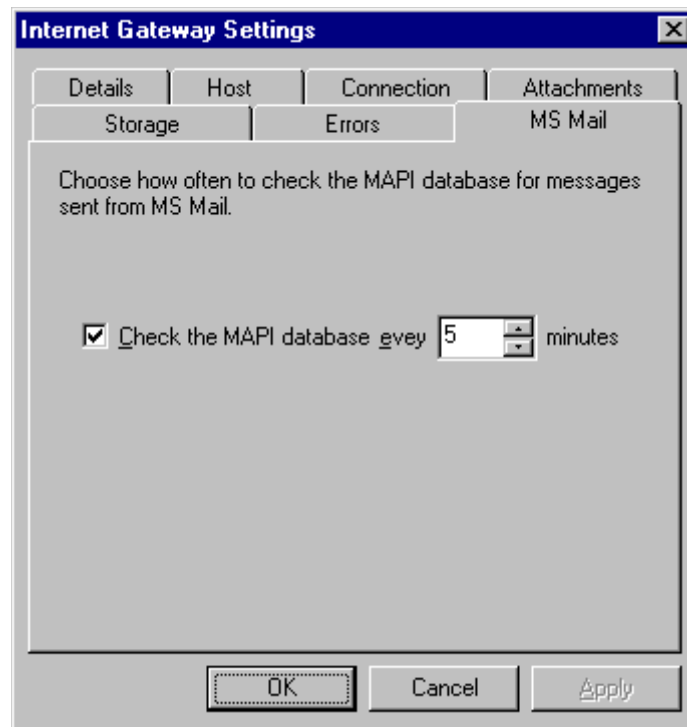 Internet Gateway Settings
Details Host Connection Attachments
Storage Errors MS Mail
Choose how often to check the MAPI database for messages
sent from MS Mail.
Check the MAPI database evey 5 minutes
OK Cancel Apply